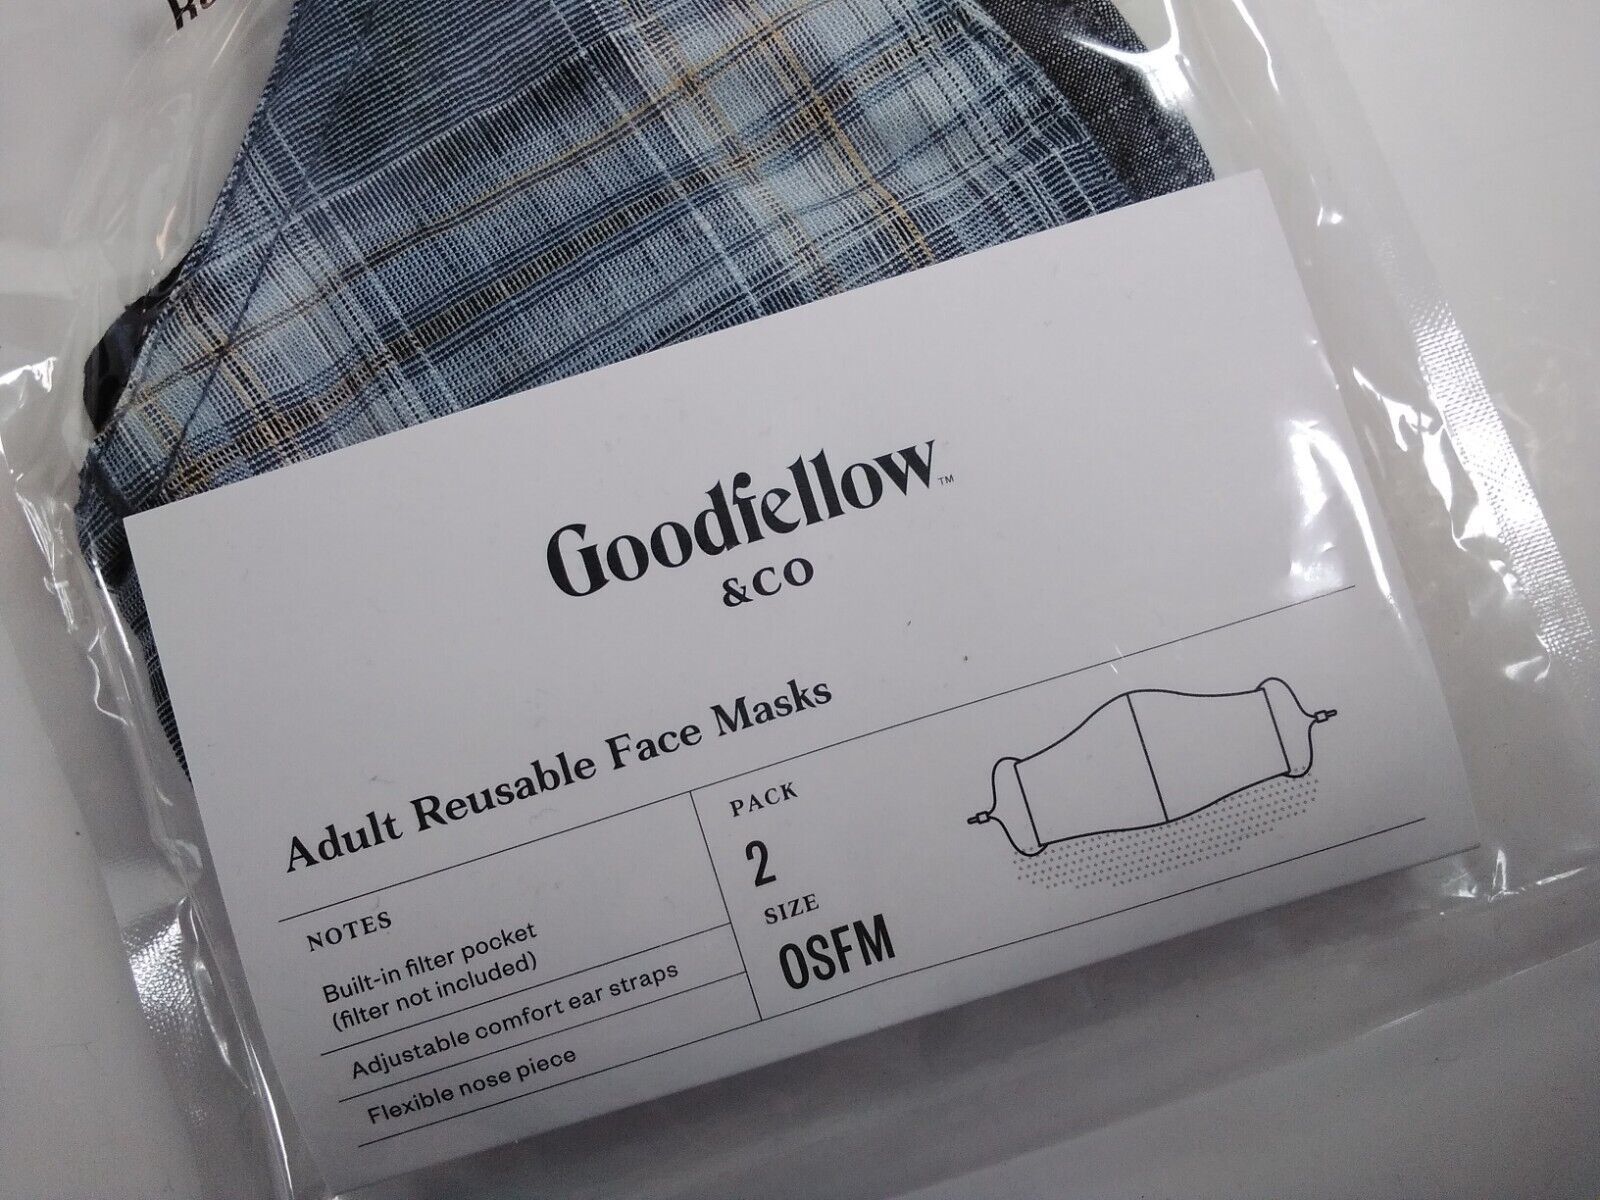 Goodfellow™
&CO
Adult Reusable Face Masks
NOTES
Built-in filter pocket
(filter not included)
Adjustable comfort ear straps
Flexible nose piece
PACK
2
SIZE
OSFM